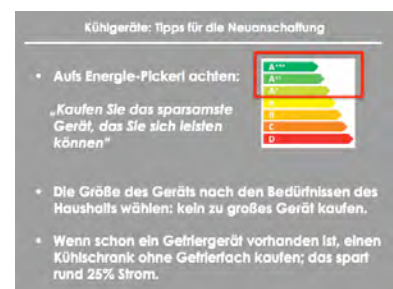 Kühlgeräte: Tipps für die Neuanschaffung
• Aufs Energie-Pickerl achten:
„Kaufen Sie das sparsamste
Gerät, das Sie sich leisten
können“
A+++
A++
A+
A
B
C
D
• Die Größe des Geräts nach den Bedürfnissen des
Haushalts wählen: kein zu großes Gerät kaufen.
• Wenn schon ein Gefriergerät vorhanden ist, einen
Kühlschrank ohne Gefrierfach kaufen; das spart
rund 25% Strom.